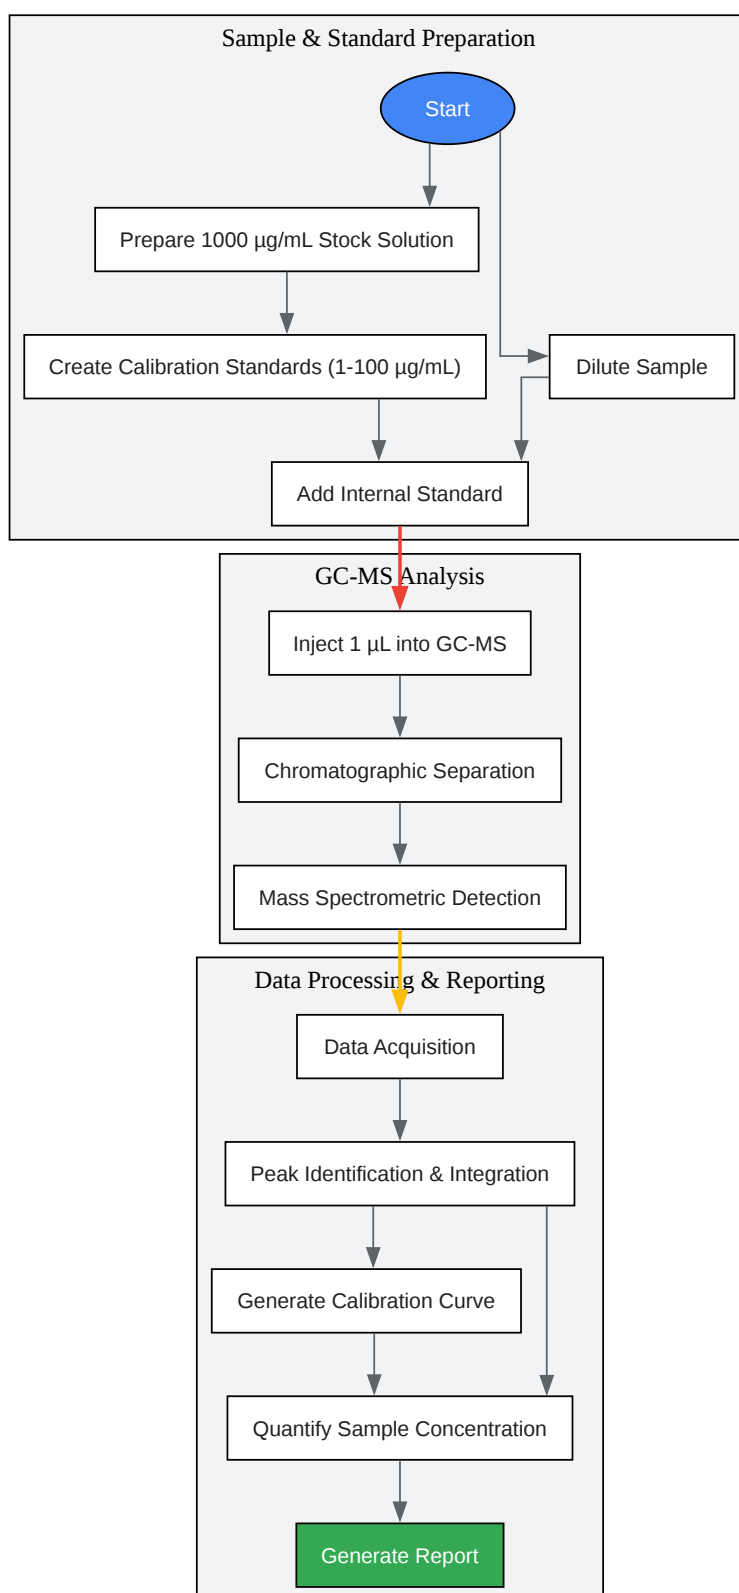 Sample & Standard Preparation
Start
Prepare 1000 µg/mL Stock Solution
Create Calibration Standards (1-100 µg/mL)
Dilute Sample
Add Internal Standard
GC-MS Analysis
Inject 1 µL into GC-MS
Chromatographic Separation
Mass Spectrometric Detection
Data Processing & Reporting
Data Acquisition
Peak Identification & Integration
Generate Calibration Curve
Quantify Sample Concentration
Generate Report